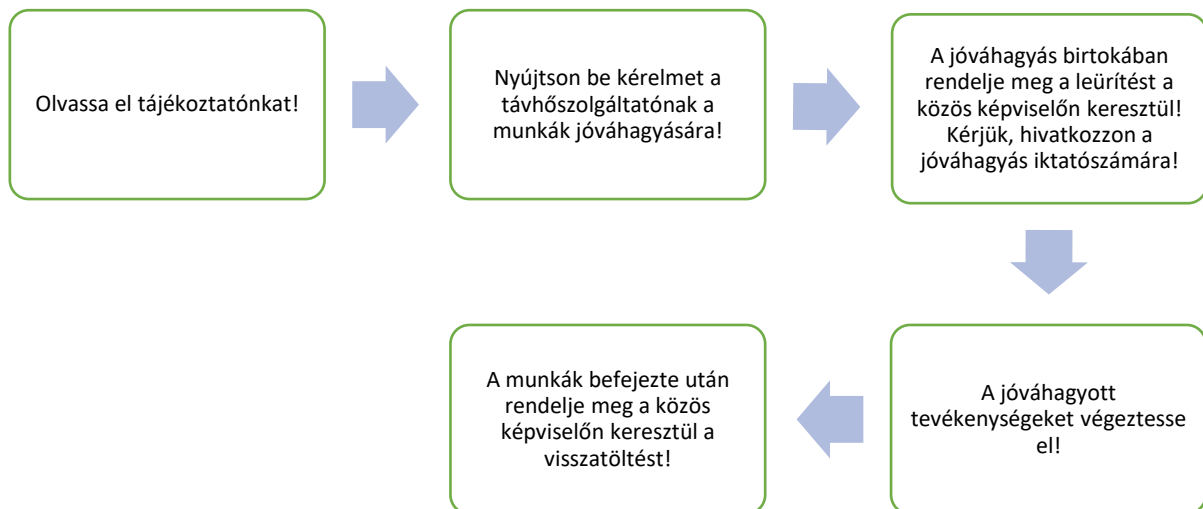 Olvassa el tájékoztatónkat!
Nyújtson be kérelmet a
távhőszolgáltatónak a
munkák jóváhagyására!
A jóváhagyás birtokában
rendelje meg a leürítést a
közös képviselőn keresztül!
Kérjük, hivatkozzon a
jóváhagyás iktatószámára!
A jóváhagyott
tevékenységeket végeztesse
el!
A munkák befejezte után
rendelje meg a közös
képviselőn keresztül a
visszatöltést!